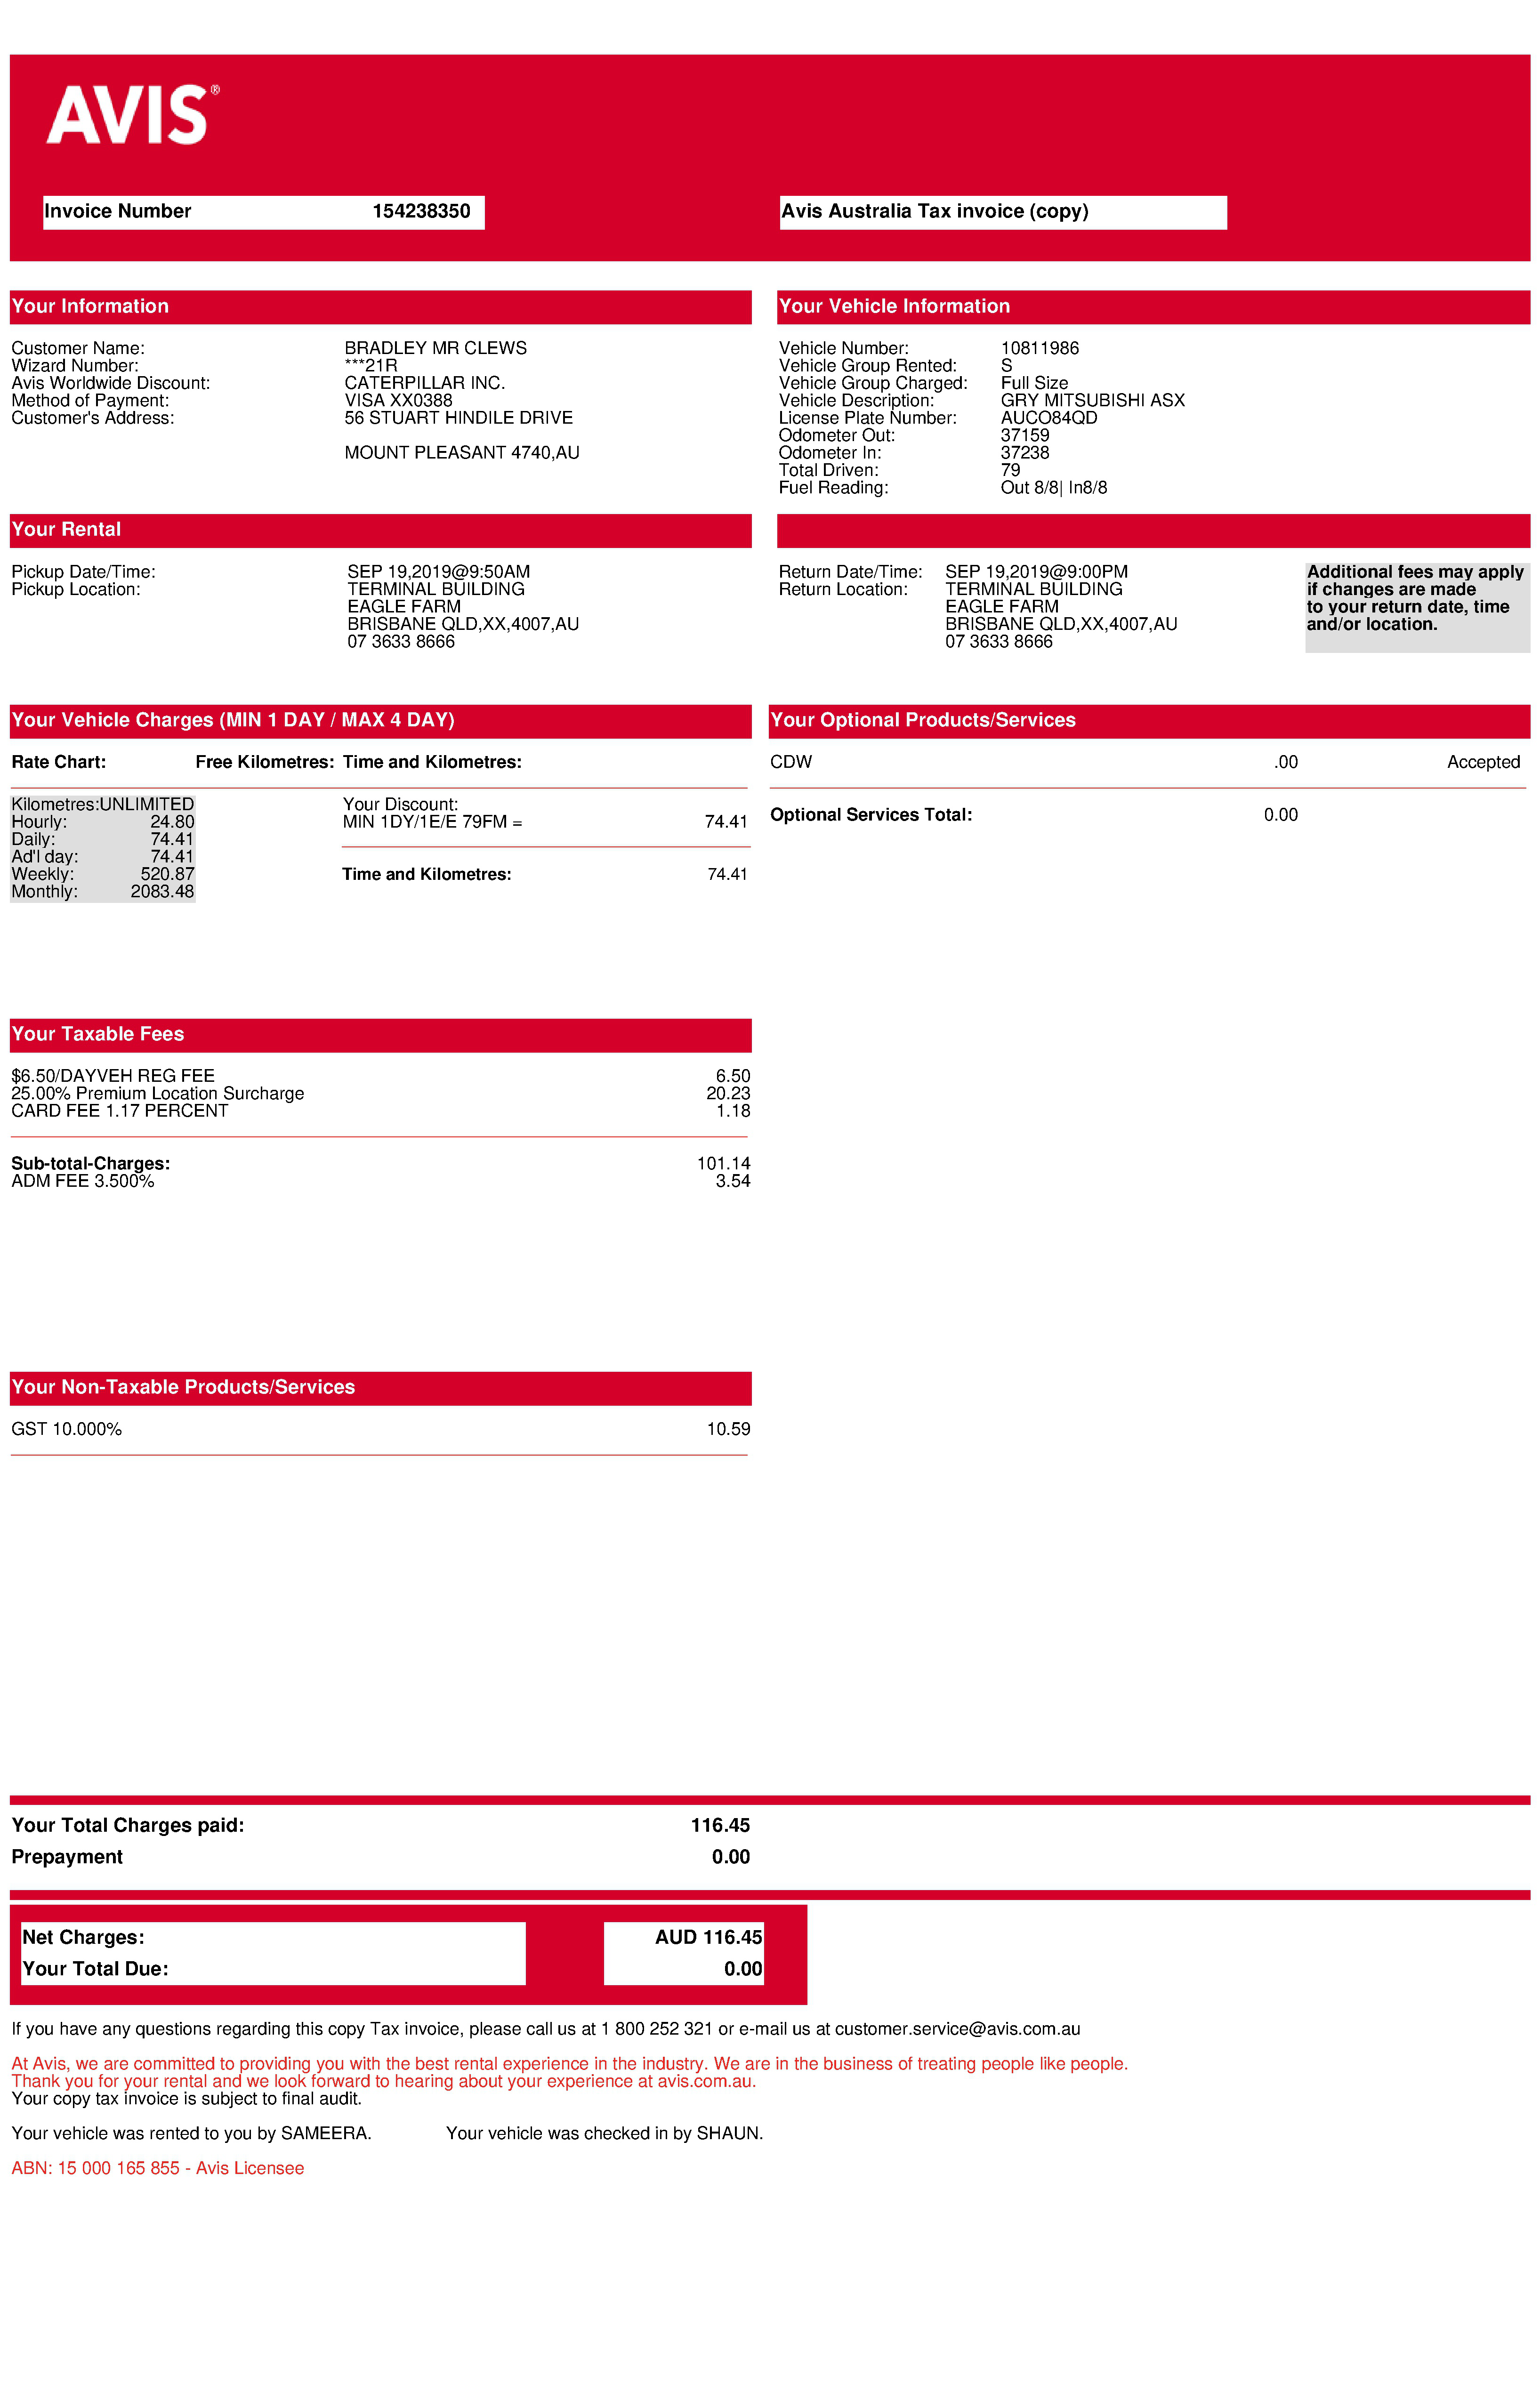 AVIS®
Invoice Number 154238350
Avis Australia Tax invoice (copy)
Your Information
Customer Name: BRADLEY MR CLEWS
Wizard Number: ***21R
Avis Worldwide Discount: CATERPILLAR INC.
Method of Payment: VISA XX0388
Customer's Address: 56 STUART HINDILE DRIVE
MOUNT PLEASANT 4740,AU
Your Vehicle Information
Vehicle Number: 10811986
Vehicle Group Rented: S
Vehicle Group Charged: Full Size
Vehicle Description: GRY MITSUBISHI ASX
License Plate Number: AUCO84QD
Odometer Out: 37159
Odometer In: 37238
Total Driven: 79
Fuel Reading: Out 8/8| In8/8
Your Rental
Pickup Date/Time: SEP 19,2019@9:50AM
Pickup Location: TERMINAL BUILDING
EAGLE FARM
BRISBANE QLD,XX,4007,AU
07 3633 8666
Return Date/Time: SEP 19,2019@9:00PM
Return Location: TERMINAL BUILDING
EAGLE FARM
BRISBANE QLD,XX,4007,AU
07 3633 8666
Additional fees may apply
if changes are made
to your return date, time
and/or location.
Your Vehicle Charges (MIN 1 DAY / MAX 4 DAY)
Rate Chart: Free Kilometres: Time and Kilometres:
Kilometres:UNLIMITED
Hourly: 24.80
Daily: 74.41
Ad'l day: 74.41
Weekly: 520.87
Monthly: 2083.48
Your Discount:
MIN 1DY/1E/E 79FM = 74.41
Time and Kilometres: 74.41
Your Optional Products/Services
CDW .00 Accepted
Optional Services Total: 0.00
Your Taxable Fees
$6.50/DAYVEH REG FEE 6.50
25.00% Premium Location Surcharge 20.23
CARD FEE 1.17 PERCENT 1.18
Sub-total-Charges: 101.14
ADM FEE 3.500% 3.54
Your Non-Taxable Products/Services
GST 10.000% 10.59
Your Total Charges paid: 116.45
Prepayment 0.00
Net Charges: AUD 116.45
Your Total Due: 0.00
If you have any questions regarding this copy Tax invoice, please call us at 1 800 252 321 or e-mail us at customer.service@avis.com.au
At Avis, we are committed to providing you with the best rental experience in the industry. We are in the business of treating people like people.
Thank you for your rental and we look forward to hearing about your experience at avis.com.au.
Your copy tax invoice is subject to final audit.
Your vehicle was rented to you by SAMEERA. Your vehicle was checked in by SHAUN.
ABN: 15 000 165 855 - Avis Licensee